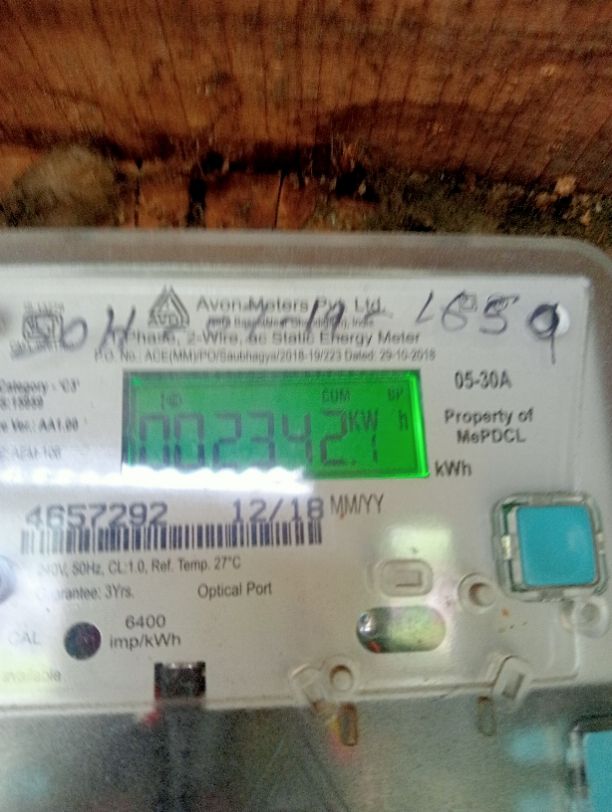 Avon Meters Pvt. Ltd.
Phase, 2-Wire, ac Static Energy Meter
P.O. No.: ACE(MM)/PO/Saubhagya/2018-19/223 Dated: 29-10-2018
Category - 'C3'
05-30A
CUM
KW h
002342.1
Property of
MePDCL
kWh
4657292 12/18 MM/YY
240V, 50Hz, CL:1.0, Ref. Temp. 27°C
Guarantee: 3Yrs. Optical Port
CAL
6400
imp/kWh
available